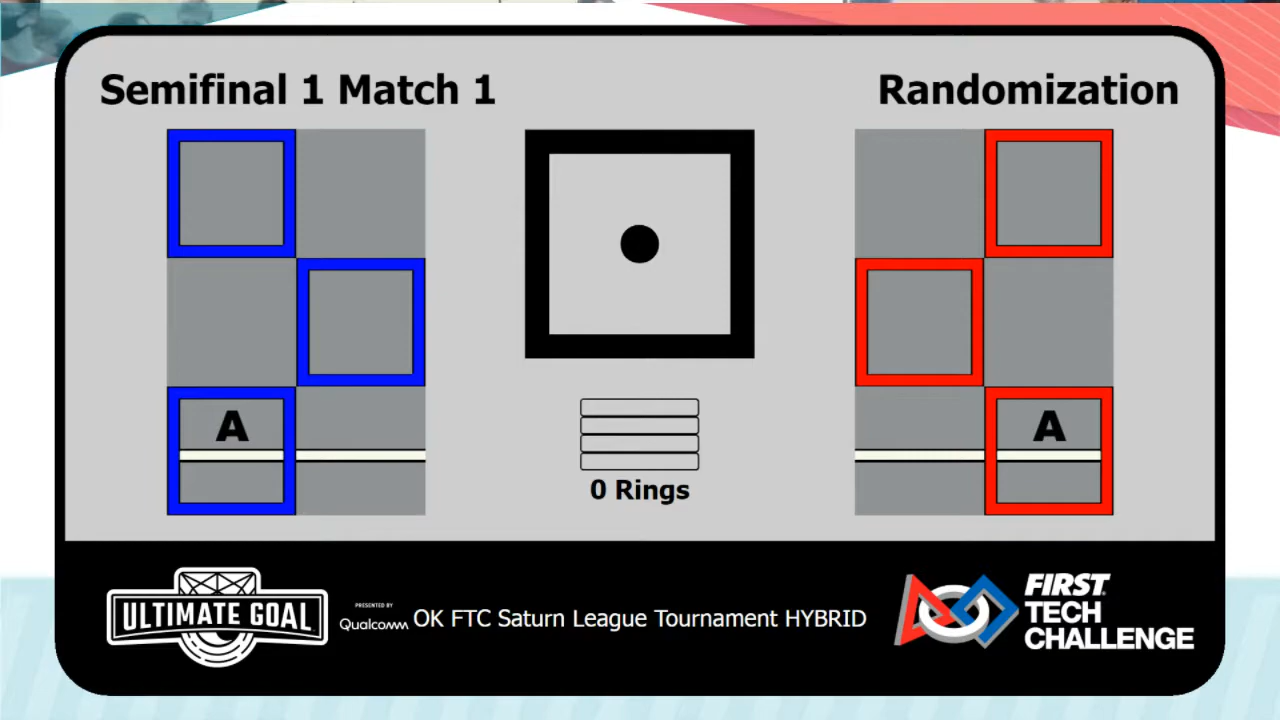 Semifinal 1 Match 1
Randomization
A
A
0 Rings
ULTIMATE GOAL
PRESENTED BY
Qualcomm
OK FTC Saturn League Tournament HYBRID
FIRST
TECH
CHALLENGE